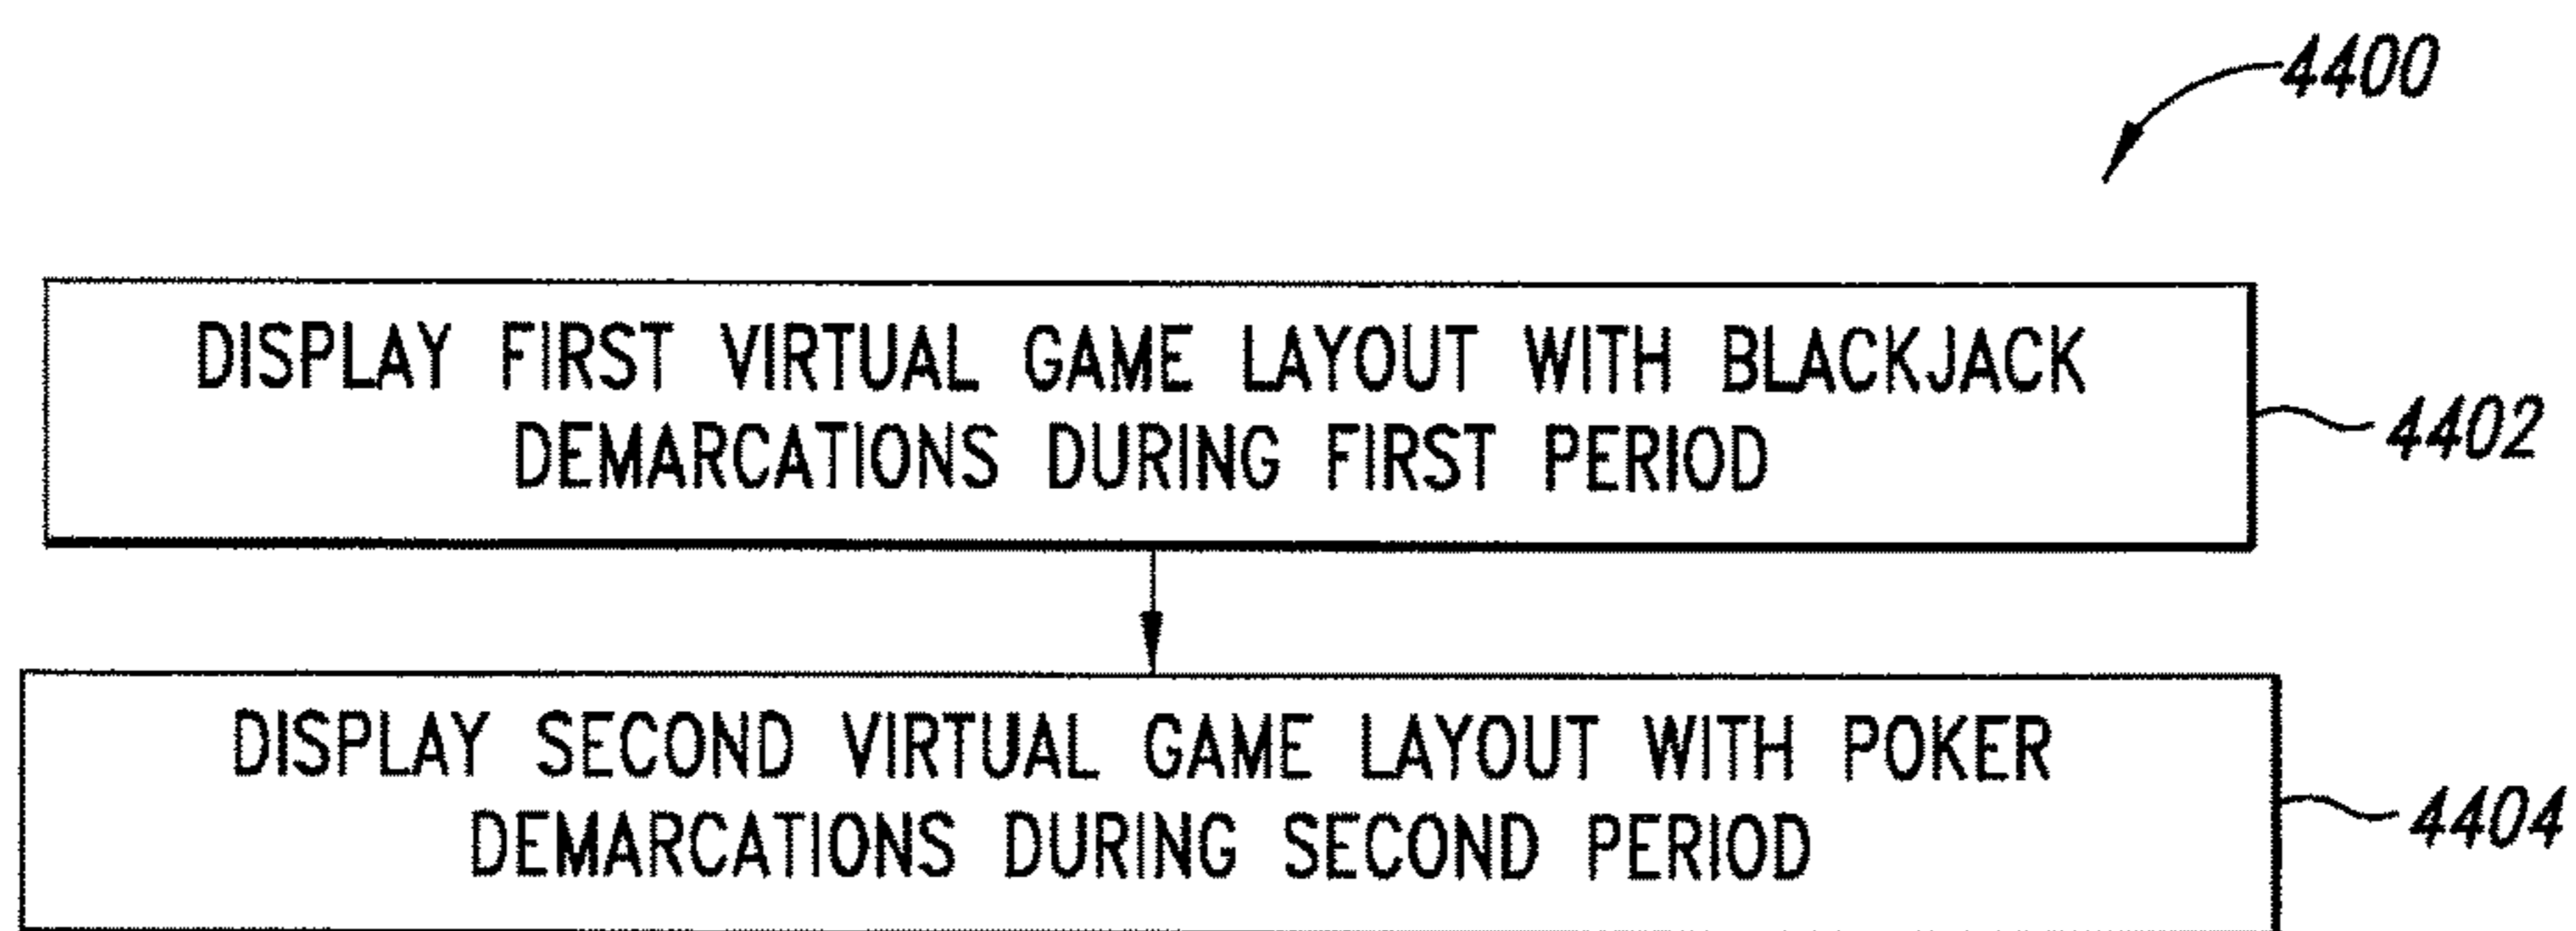 4400
DISPLAY FIRST VIRTUAL GAME LAYOUT WITH BLACKJACK
DEMARCATIONS DURING FIRST PERIOD
4402
DISPLAY SECOND VIRTUAL GAME LAYOUT WITH POKER
DEMARCATIONS DURING SECOND PERIOD
4404